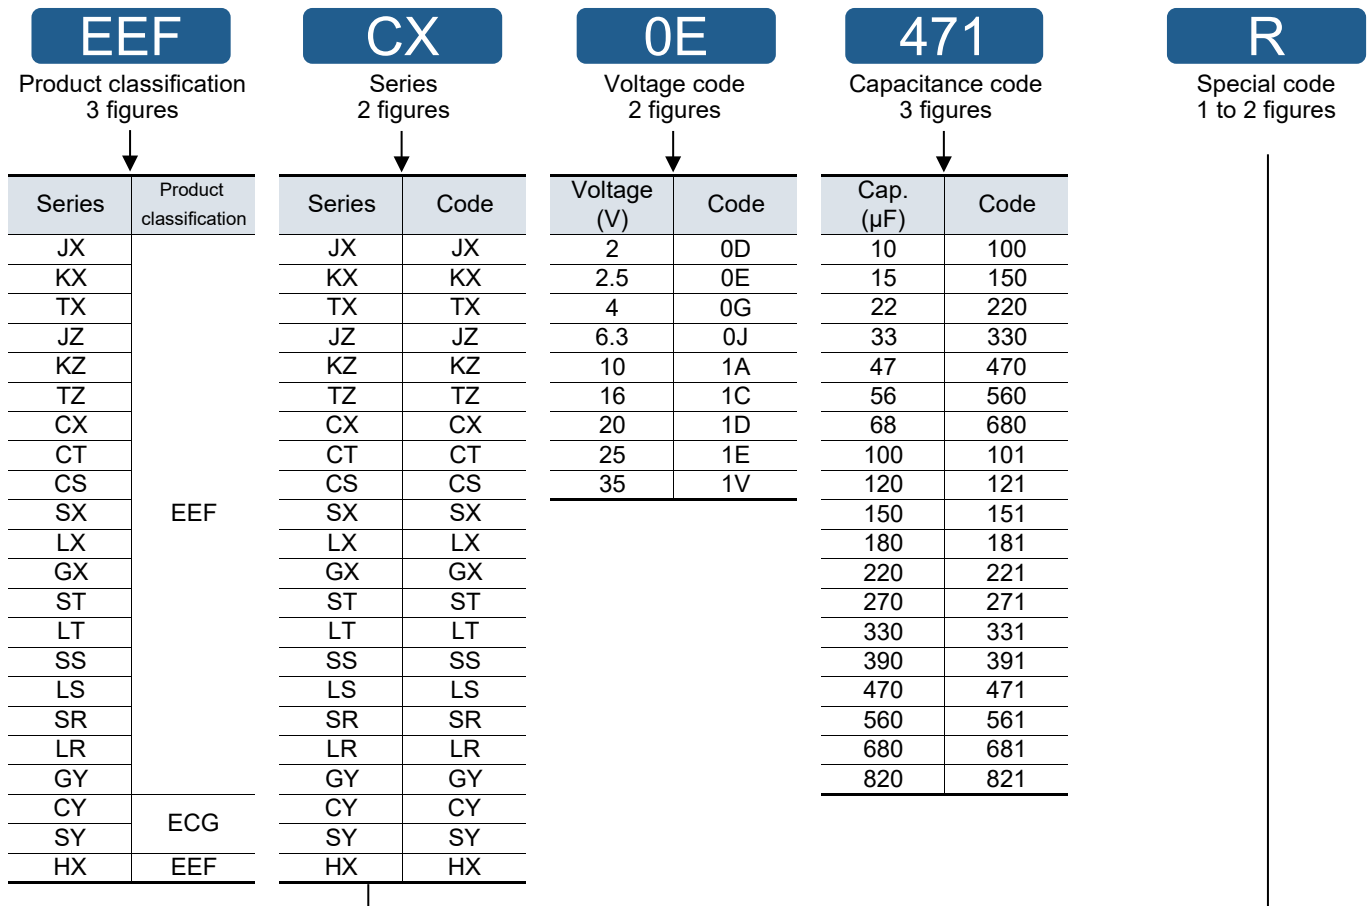 EEF CX 0E 471 R
Product classification Series Voltage code Capacitance code Special code
3 figures 2 figures 2 figures 3 figures 1 to 2 figures
Series Product classification
JX EEF
KX
TX
JZ
KZ
TZ
CX
CT
CS
SX
LX
GX
ST
LT
SS
LS
SR
LR
GY
CY ECG
SY
HX EEF
Series Code
JX JX
KX KX
TX TX
JZ JZ
KZ KZ
TZ TZ
CX CX
CT CT
CS CS
SX SX
LX LX
GX GX
ST ST
LT LT
SS SS
LS LS
SR SR
LR LR
GY GY
CY CY
SY SY
HX HX
Voltage (V) Code
2 0D
2.5 0E
4 0G
6.3 0J
10 1A
16 1C
20 1D
25 1E
35 1V
Cap. (µF) Code
10 100
15 150
22 220
33 330
47 470
56 560
68 680
100 101
120 121
150 151
180 181
220 221
270 271
330 331
390 391
470 471
560 561
680 681
820 821